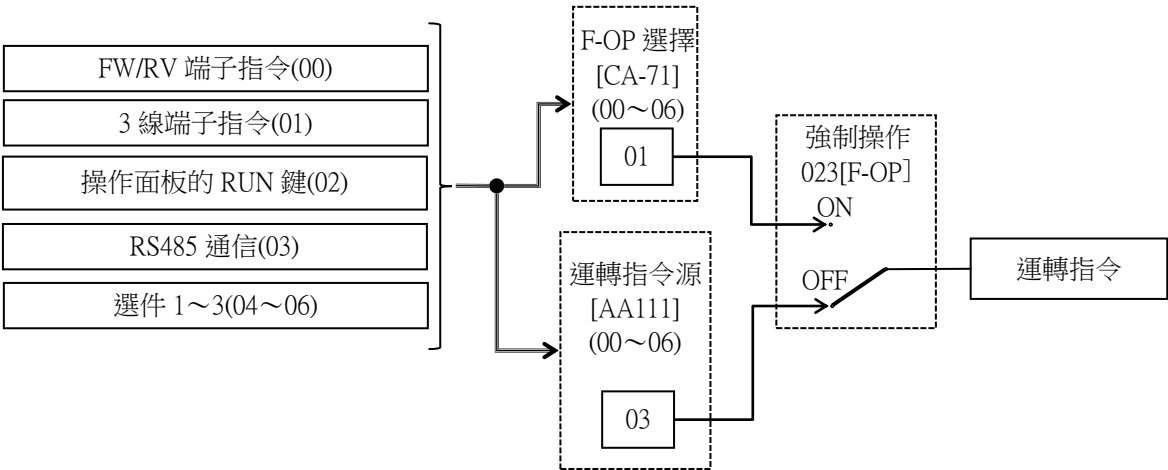 FW/RV 端子指令(00)
3 線端子指令(01)
操作面板的 RUN 鍵(02)
RS485 通信(03)
選件 1～3(04～06)
F-OP 選擇
[CA-71]
(00～06)
01
運轉指令源
[AA111]
(00～06)
03
強制操作
023[F-OP]
ON
OFF
運轉指令